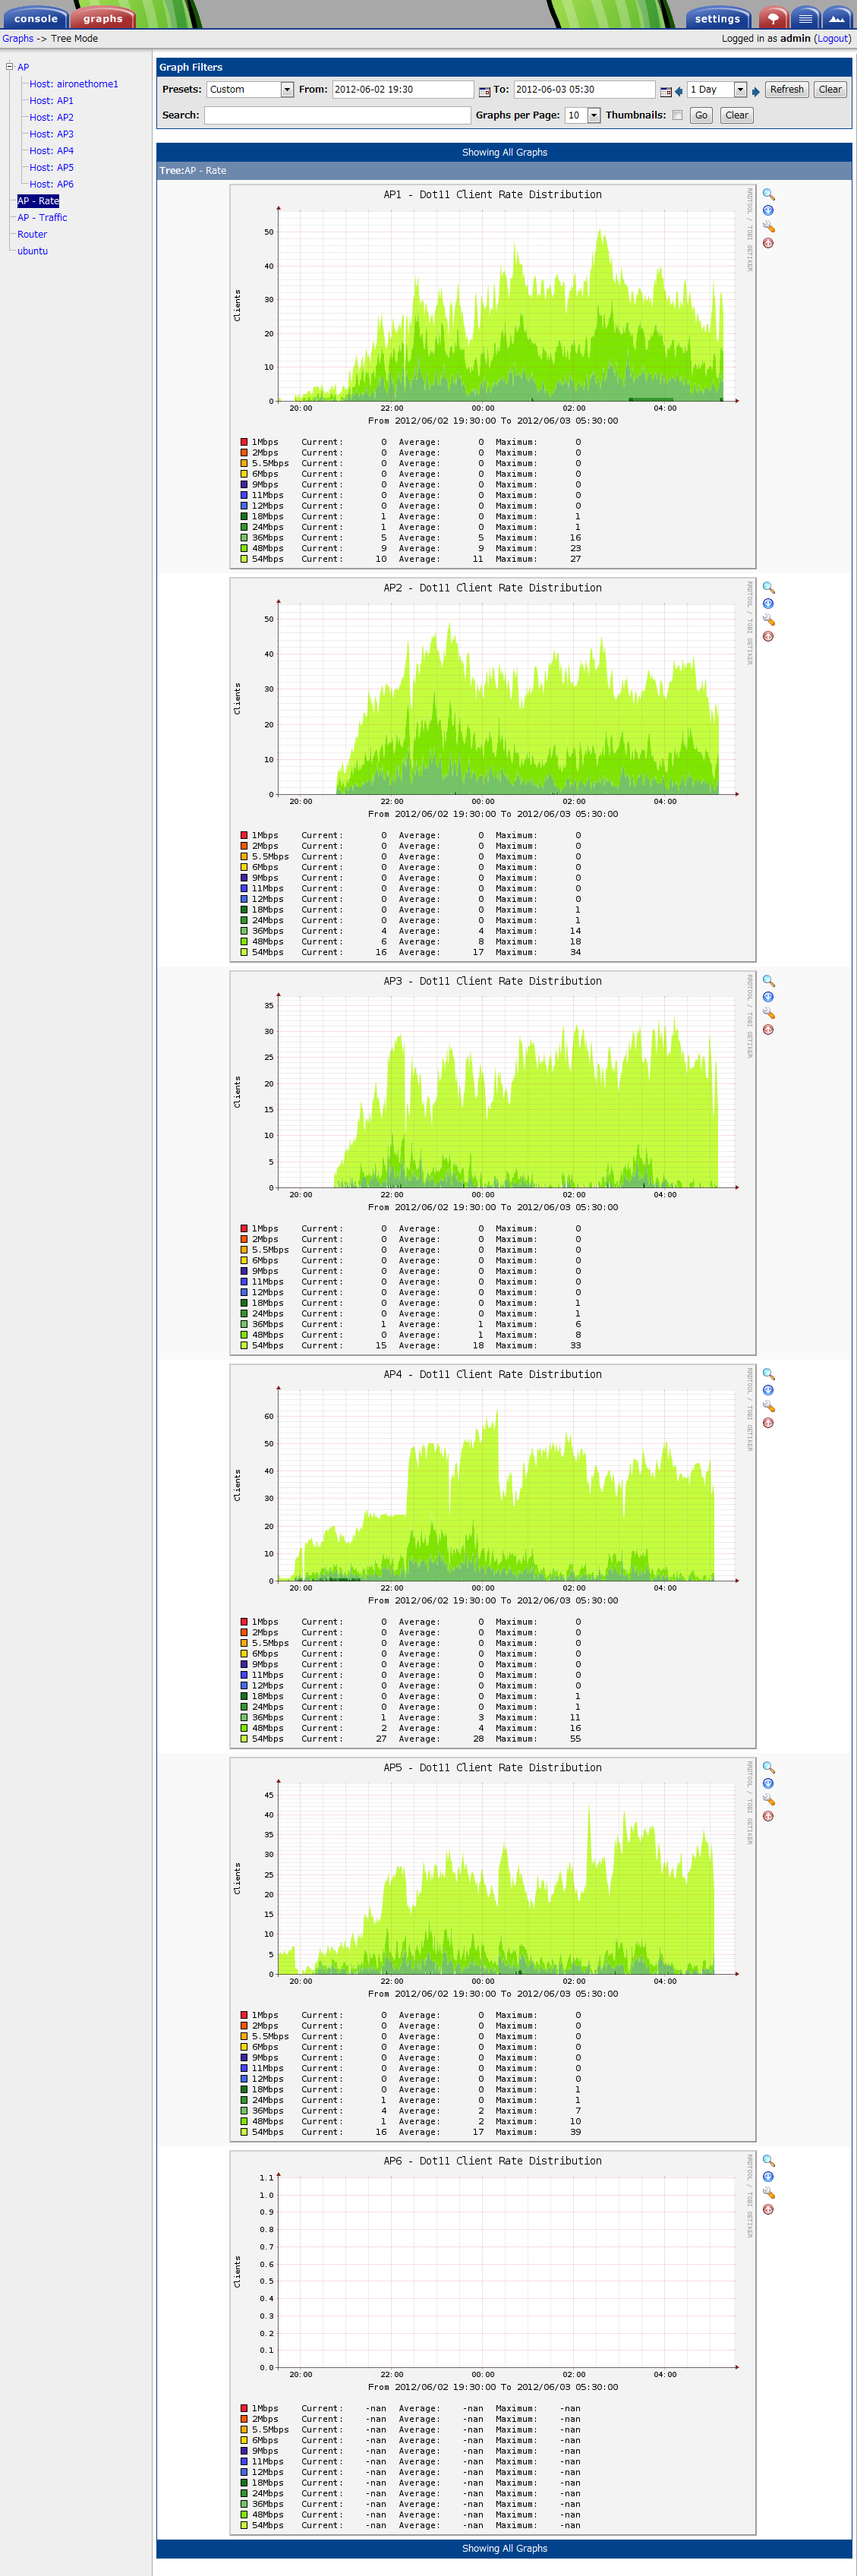 console graphs settings
Graphs -> Tree Mode Logged in as admin (Logout)
AP
Host: aironethome1
Host: AP1
Host: AP2
Host: AP3
Host: AP4
Host: AP5
Host: AP6
AP - Rate
AP - Traffic
Router
ubuntu
Graph Filters
Presets: Custom From: 2012-06-02 19:30 To: 2012-06-03 05:30 1 Day Refresh Clear
Search: Graphs per Page: 10 Thumbnails: Go Clear
Showing All Graphs
Tree:AP - Rate
AP1 - Dot11 Client Rate Distribution
RRDTOOL / TOBI OETIKER
Clients
50
40
30
20
10
0
20:00 22:00 00:00 02:00 04:00
From 2012/06/02 19:30:00 To 2012/06/03 05:30:00
1Mbps Current: 0 Average: 0 Maximum: 0
2Mbps Current: 0 Average: 0 Maximum: 0
5.5Mbps Current: 0 Average: 0 Maximum: 0
6Mbps Current: 0 Average: 0 Maximum: 0
9Mbps Current: 0 Average: 0 Maximum: 0
11Mbps Current: 0 Average: 0 Maximum: 0
12Mbps Current: 0 Average: 0 Maximum: 0
18Mbps Current: 1 Average: 0 Maximum: 1
24Mbps Current: 1 Average: 0 Maximum: 1
36Mbps Current: 5 Average: 5 Maximum: 16
48Mbps Current: 9 Average: 9 Maximum: 23
54Mbps Current: 10 Average: 11 Maximum: 27
AP2 - Dot11 Client Rate Distribution
RRDTOOL / TOBI OETIKER
Clients
50
40
30
20
10
0
20:00 22:00 00:00 02:00 04:00
From 2012/06/02 19:30:00 To 2012/06/03 05:30:00
1Mbps Current: 0 Average: 0 Maximum: 0
2Mbps Current: 0 Average: 0 Maximum: 0
5.5Mbps Current: 0 Average: 0 Maximum: 0
6Mbps Current: 0 Average: 0 Maximum: 0
9Mbps Current: 0 Average: 0 Maximum: 0
11Mbps Current: 0 Average: 0 Maximum: 0
12Mbps Current: 0 Average: 0 Maximum: 0
18Mbps Current: 0 Average: 0 Maximum: 1
24Mbps Current: 0 Average: 0 Maximum: 1
36Mbps Current: 4 Average: 4 Maximum: 14
48Mbps Current: 6 Average: 8 Maximum: 18
54Mbps Current: 16 Average: 17 Maximum: 34
AP3 - Dot11 Client Rate Distribution
RRDTOOL / TOBI OETIKER
Clients
35
30
25
20
15
10
5
0
20:00 22:00 00:00 02:00 04:00
From 2012/06/02 19:30:00 To 2012/06/03 05:30:00
1Mbps Current: 0 Average: 0 Maximum: 0
2Mbps Current: 0 Average: 0 Maximum: 0
5.5Mbps Current: 0 Average: 0 Maximum: 0
6Mbps Current: 0 Average: 0 Maximum: 0
9Mbps Current: 0 Average: 0 Maximum: 0
11Mbps Current: 0 Average: 0 Maximum: 0
12Mbps Current: 0 Average: 0 Maximum: 0
18Mbps Current: 0 Average: 0 Maximum: 1
24Mbps Current: 0 Average: 0 Maximum: 1
36Mbps Current: 1 Average: 1 Maximum: 6
48Mbps Current: 0 Average: 1 Maximum: 8
54Mbps Current: 15 Average: 18 Maximum: 33
AP4 - Dot11 Client Rate Distribution
RRDTOOL / TOBI OETIKER
Clients
60
50
40
30
20
10
0
20:00 22:00 00:00 02:00 04:00
From 2012/06/02 19:30:00 To 2012/06/03 05:30:00
1Mbps Current: 0 Average: 0 Maximum: 0
2Mbps Current: 0 Average: 0 Maximum: 0
5.5Mbps Current: 0 Average: 0 Maximum: 0
6Mbps Current: 0 Average: 0 Maximum: 0
9Mbps Current: 0 Average: 0 Maximum: 0
11Mbps Current: 0 Average: 0 Maximum: 0
12Mbps Current: 0 Average: 0 Maximum: 0
18Mbps Current: 0 Average: 0 Maximum: 1
24Mbps Current: 0 Average: 0 Maximum: 1
36Mbps Current: 1 Average: 3 Maximum: 11
48Mbps Current: 2 Average: 4 Maximum: 16
54Mbps Current: 27 Average: 28 Maximum: 55
AP5 - Dot11 Client Rate Distribution
RRDTOOL / TOBI OETIKER
Clients
45
40
35
30
25
20
15
10
5
0
20:00 22:00 00:00 02:00 04:00
From 2012/06/02 19:30:00 To 2012/06/03 05:30:00
1Mbps Current: 0 Average: 0 Maximum: 0
2Mbps Current: 0 Average: 0 Maximum: 0
5.5Mbps Current: 0 Average: 0 Maximum: 0
6Mbps Current: 0 Average: 0 Maximum: 0
9Mbps Current: 0 Average: 0 Maximum: 0
11Mbps Current: 0 Average: 0 Maximum: 0
12Mbps Current: 0 Average: 0 Maximum: 0
18Mbps Current: 0 Average: 0 Maximum: 1
24Mbps Current: 1 Average: 0 Maximum: 1
36Mbps Current: 4 Average: 2 Maximum: 7
48Mbps Current: 1 Average: 2 Maximum: 10
54Mbps Current: 16 Average: 17 Maximum: 39
AP6 - Dot11 Client Rate Distribution
RRDTOOL / TOBI OETIKER
Clients
1.1
1.0
0.9
0.8
0.7
0.6
0.5
0.4
0.3
0.2
0.1
0.0
20:00 22:00 00:00 02:00 04:00
From 2012/06/02 19:30:00 To 2012/06/03 05:30:00
1Mbps Current: -nan Average: -nan Maximum: -nan
2Mbps Current: -nan Average: -nan Maximum: -nan
5.5Mbps Current: -nan Average: -nan Maximum: -nan
6Mbps Current: -nan Average: -nan Maximum: -nan
9Mbps Current: -nan Average: -nan Maximum: -nan
11Mbps Current: -nan Average: -nan Maximum: -nan
12Mbps Current: -nan Average: -nan Maximum: -nan
18Mbps Current: -nan Average: -nan Maximum: -nan
24Mbps Current: -nan Average: -nan Maximum: -nan
36Mbps Current: -nan Average: -nan Maximum: -nan
48Mbps Current: -nan Average: -nan Maximum: -nan
54Mbps Current: -nan Average: -nan Maximum: -nan
Showing All Graphs